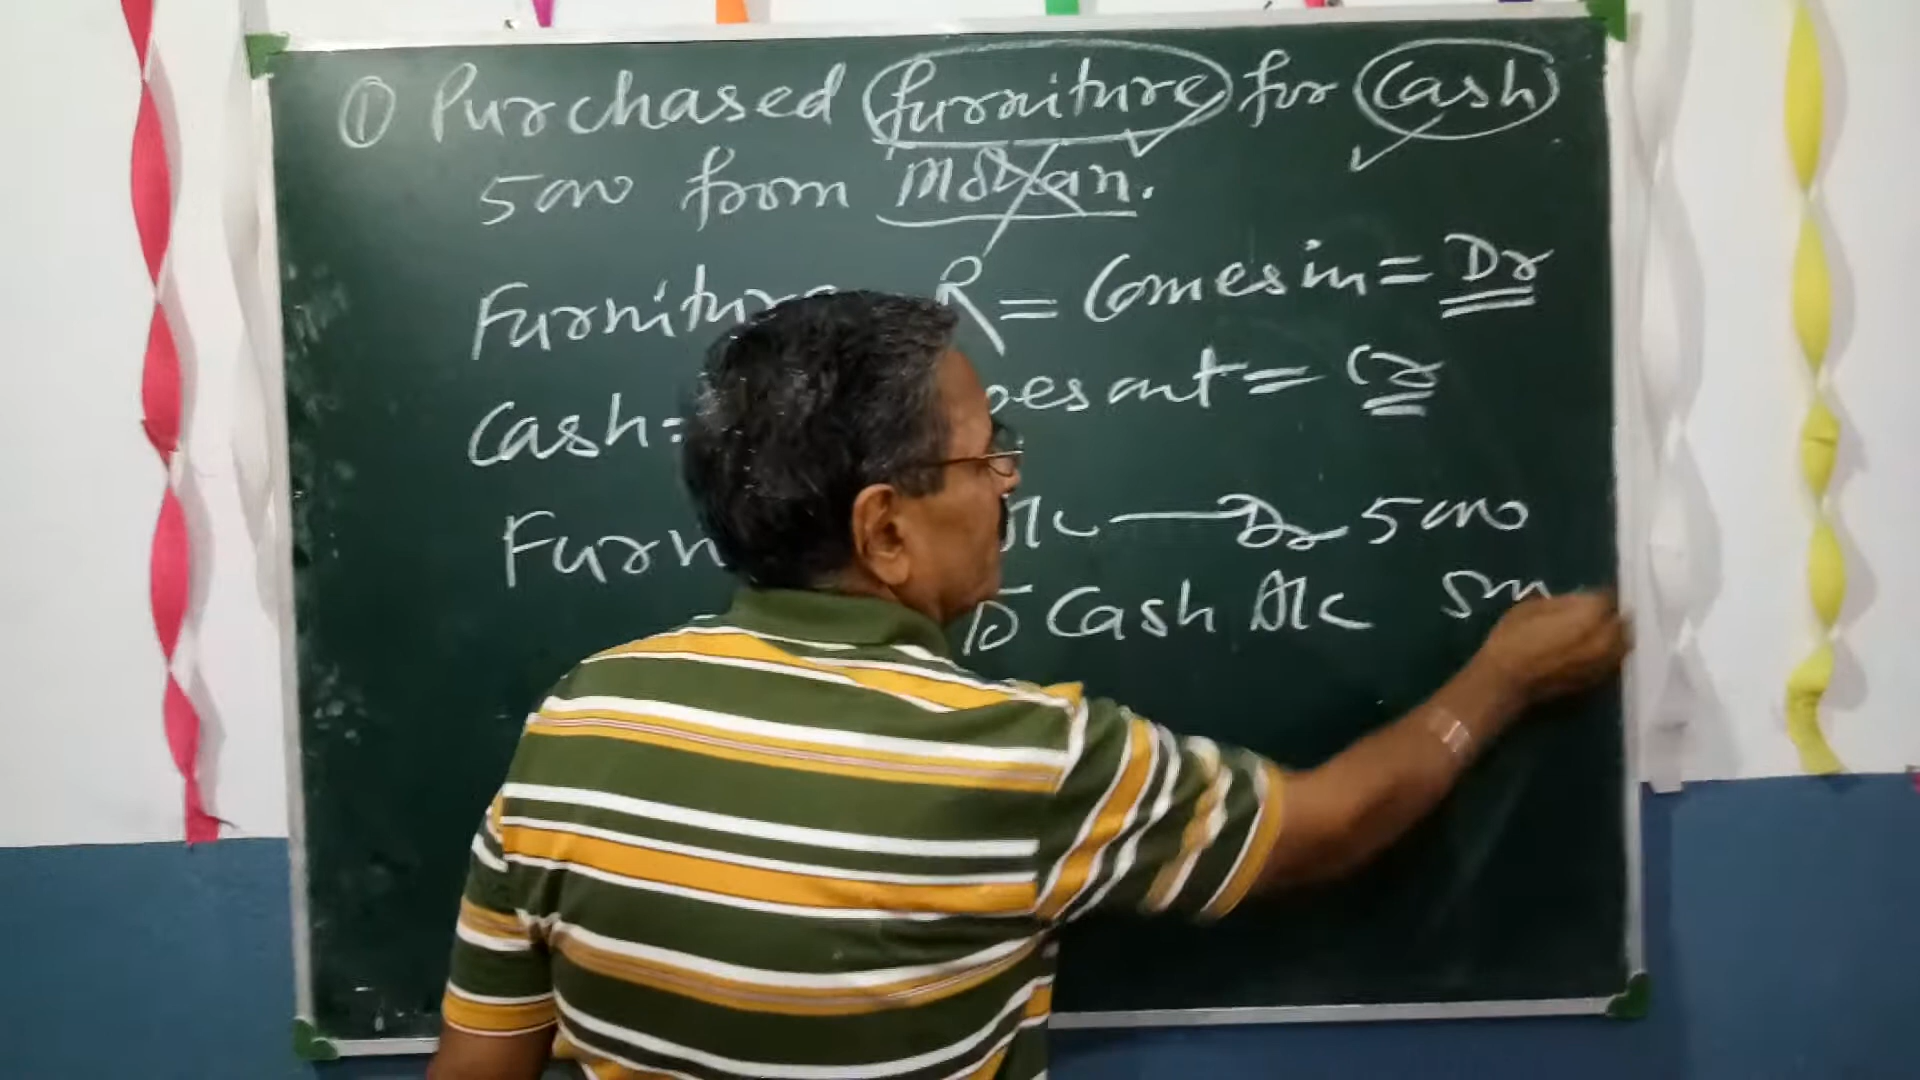 ① Purchased furniture for Cash
5000 from Mohan.
Furniture R = Comes in = Dr
Cash = oes out = Cr
Furn A/c — Dr 5000
To Cash A/c 500